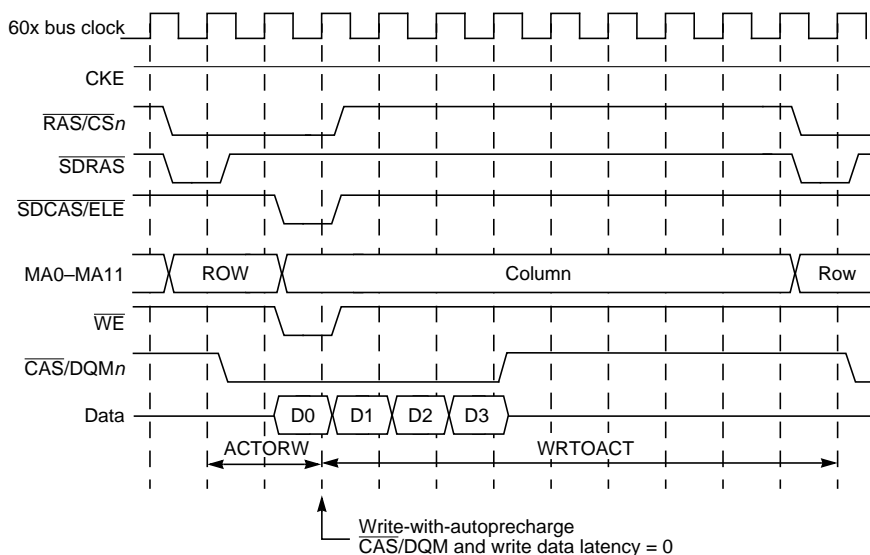 60x bus clock
CKE
RAS/CSn
SDRAS
SDCAS/ELE
MA0–MA11 ROW Column Row
WE
CAS/DQMn
Data D0 D1 D2 D3
ACTORW WRTOACT
Write-with-autoprecharge
CAS/DQM and write data latency = 0